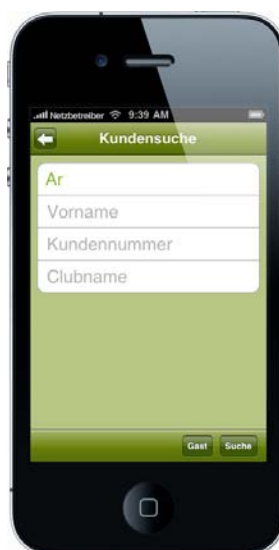 Netzbetreiber 9:39 AM
Kundensuche
Ar
Vorname
Kundennummer
Clubname
Gast Suche